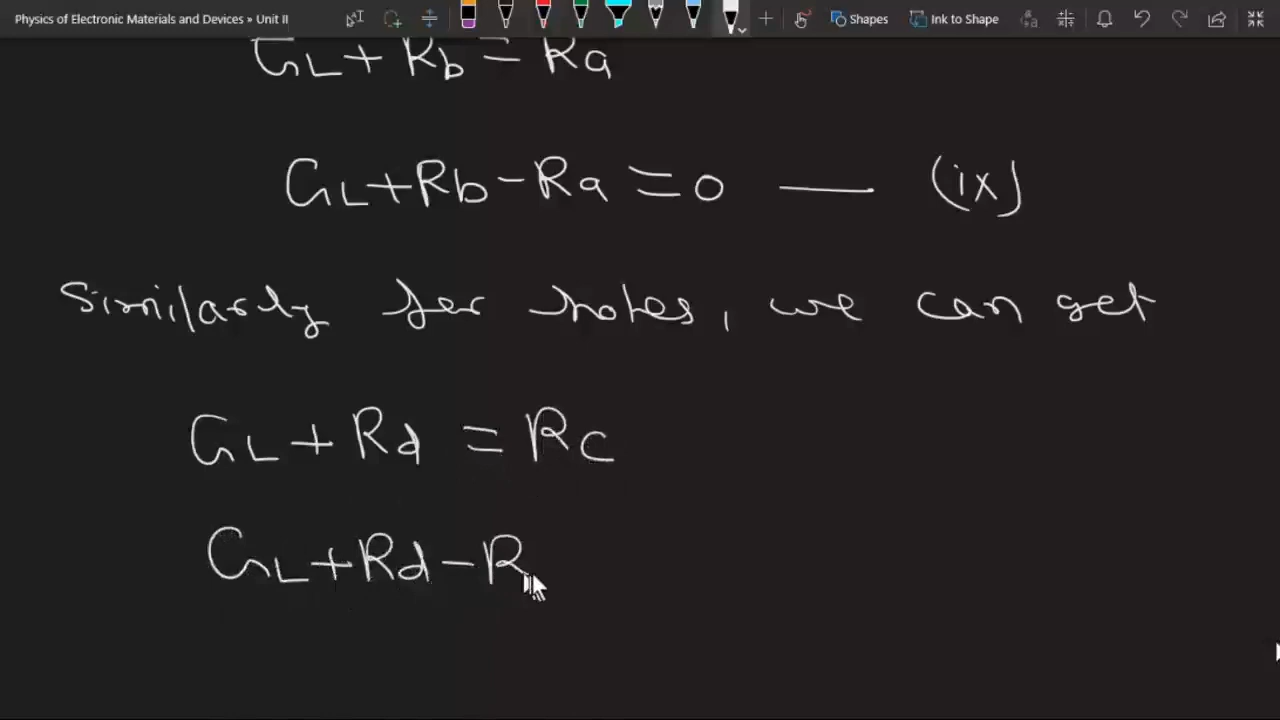 Physics of Electronic Materials and Devices » Unit II
Shapes
Ink to Shape
GL + Rb = Ra
GL+Rb-Ra = 0 — (ix)
Similarly for holes, we can get
GL + Rd = Rc
GL+Rd-R